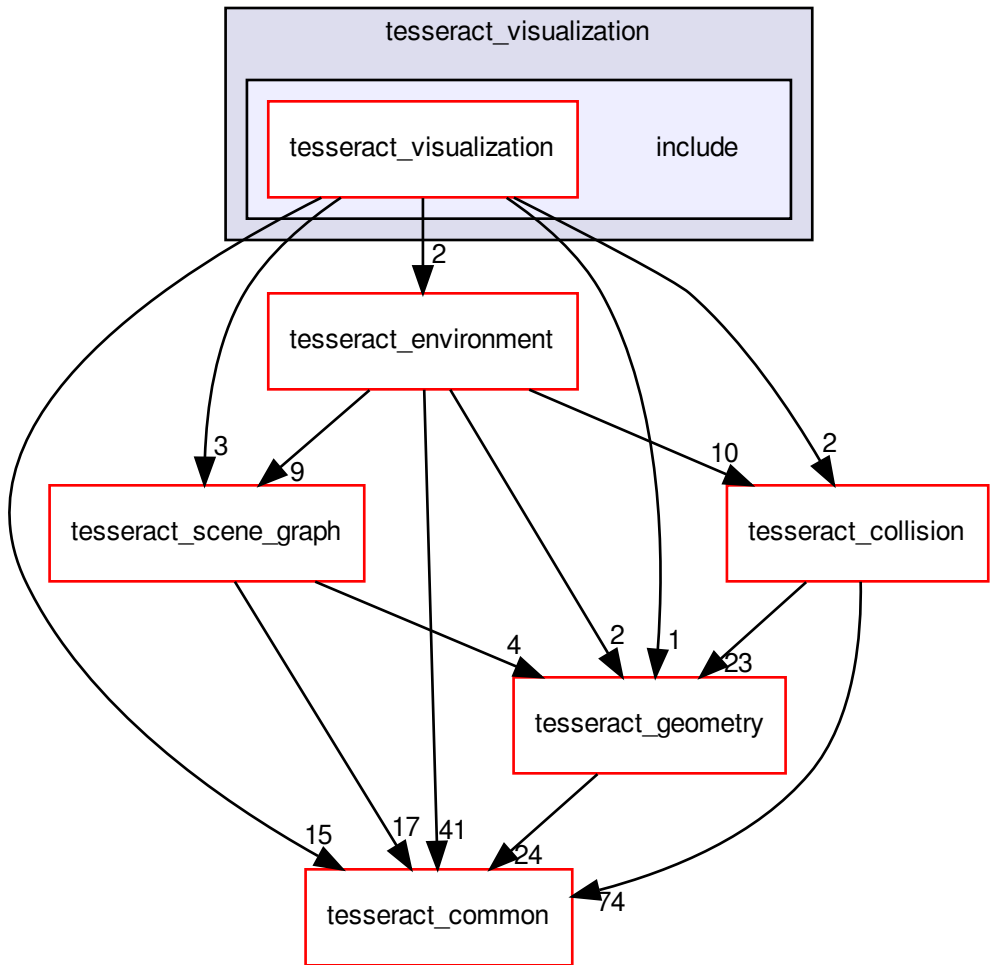 tesseract_visualization
tesseract_visualization
include
2
tesseract_environment
3
9
10
2
tesseract_scene_graph
tesseract_collision
4
2
1
23
tesseract_geometry
15
17
41
24
74
tesseract_common